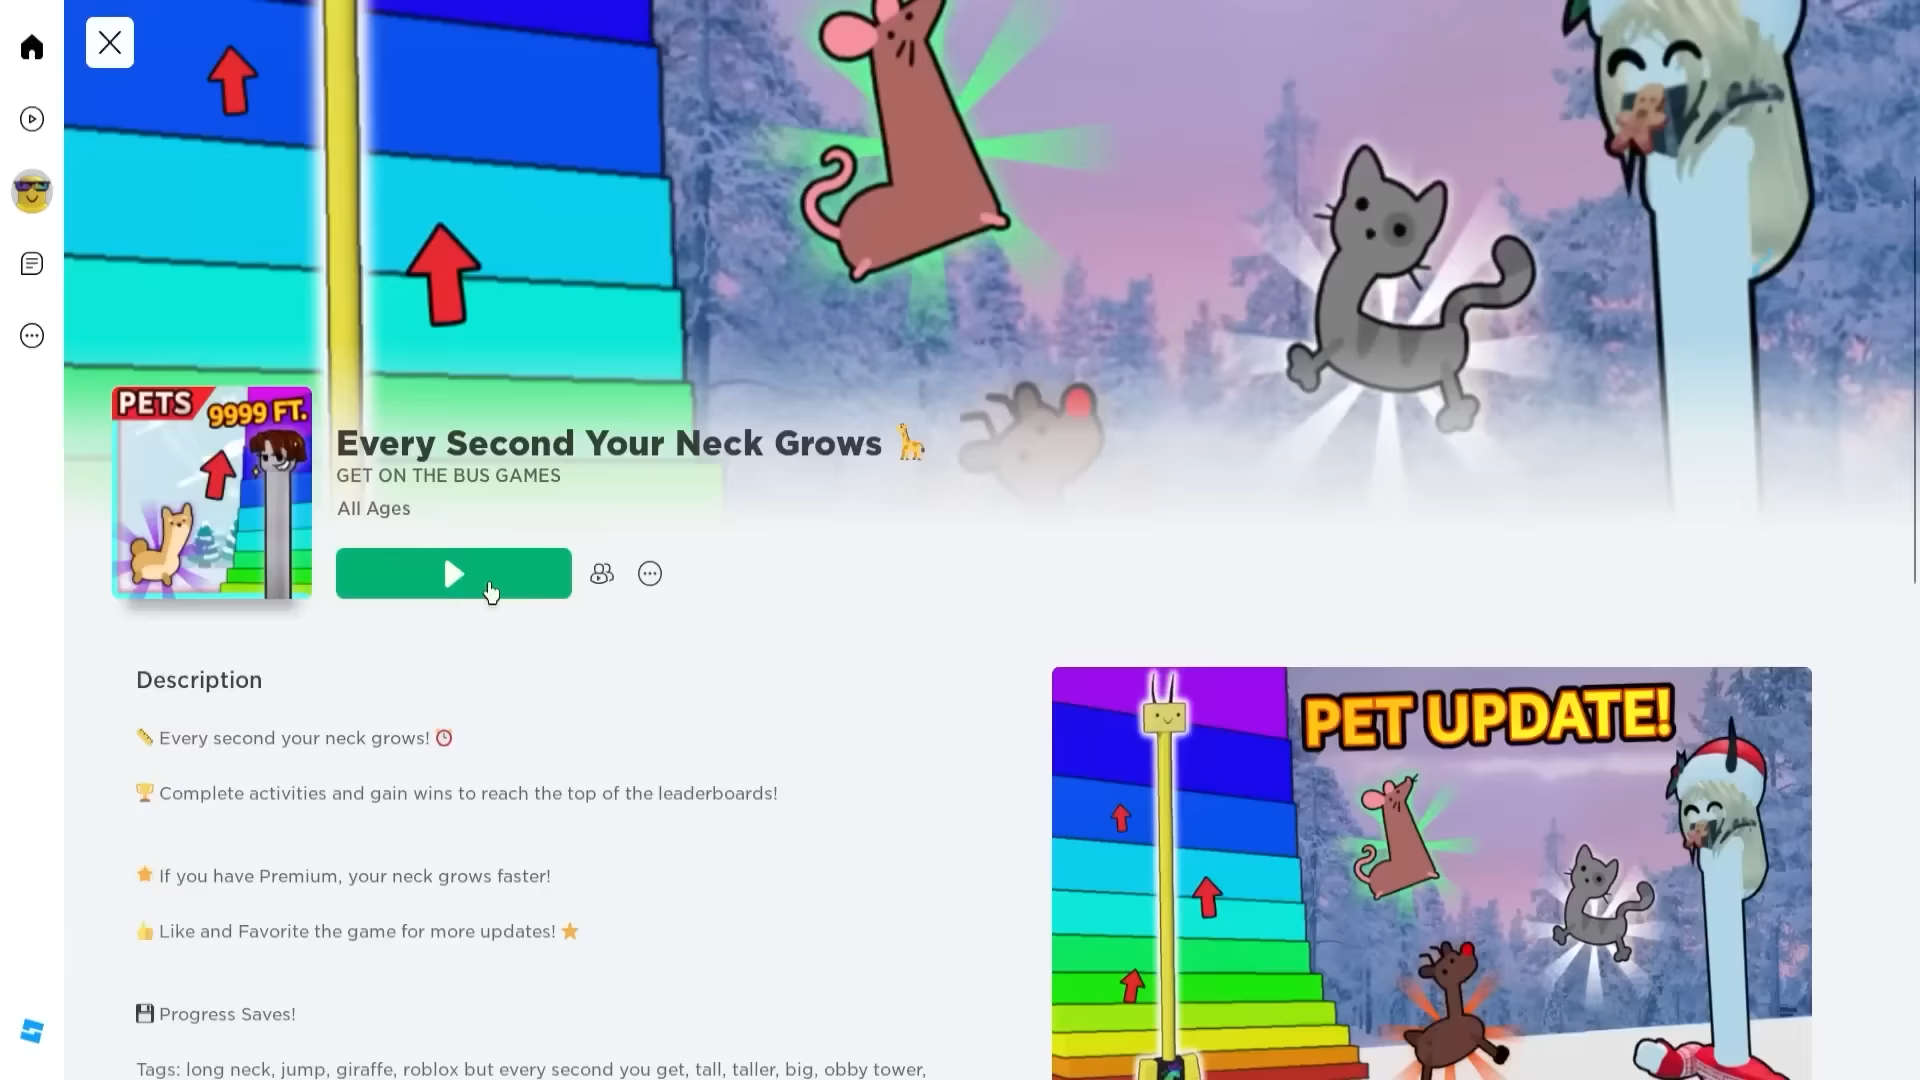 PETS
9999 FT.
Every Second Your Neck Grows 🦒
GET ON THE BUS GAMES
All Ages
Description
📏 Every second your neck grows! ⏰
🏆 Complete activities and gain wins to reach the top of the leaderboards!
⭐ If you have Premium, your neck grows faster!
👍 Like and Favorite the game for more updates! ⭐
💾 Progress Saves!
Tags: long neck, jump, giraffe, roblox but every second you get, tall, taller, big, obby tower,
PET UPDATE!